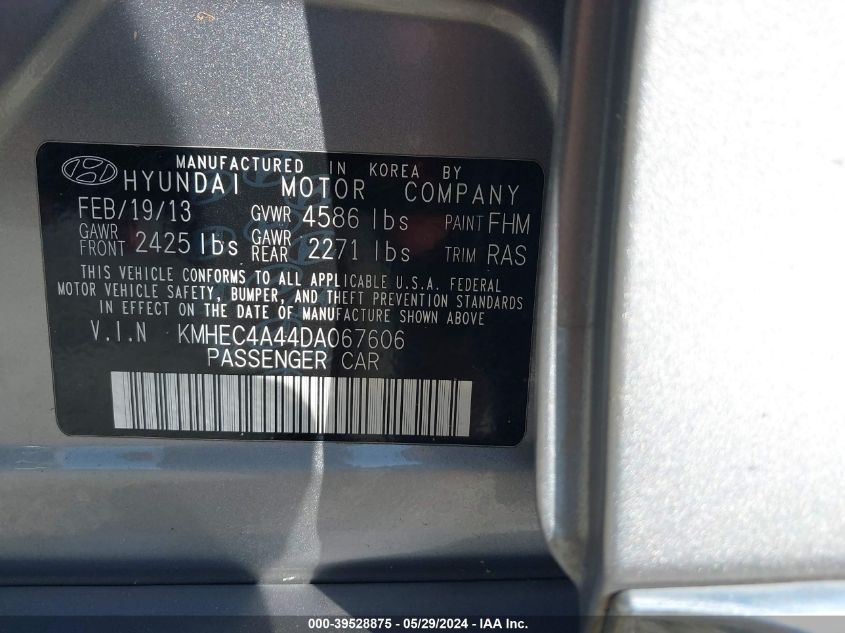 MANUFACTURED IN KOREA BY
HYUNDAI MOTOR COMPANY
FEB/19/13 GVWR 4586 lbs PAINT FHM
GAWR FRONT 2425 lbs GAWR REAR 2271 lbs TRIM RAS
THIS VEHICLE CONFORMS TO ALL APPLICABLE U.S.A. FEDERAL
MOTOR VEHICLE SAFETY, BUMPER, AND THEFT PREVENTION STANDARDS
IN EFFECT ON THE DATE OF MANUFACTURE SHOWN ABOVE
V.I.N KMHEC4A44DA067606
PASSENGER CAR
000-39528875 - 05/29/2024 - IAA Inc.